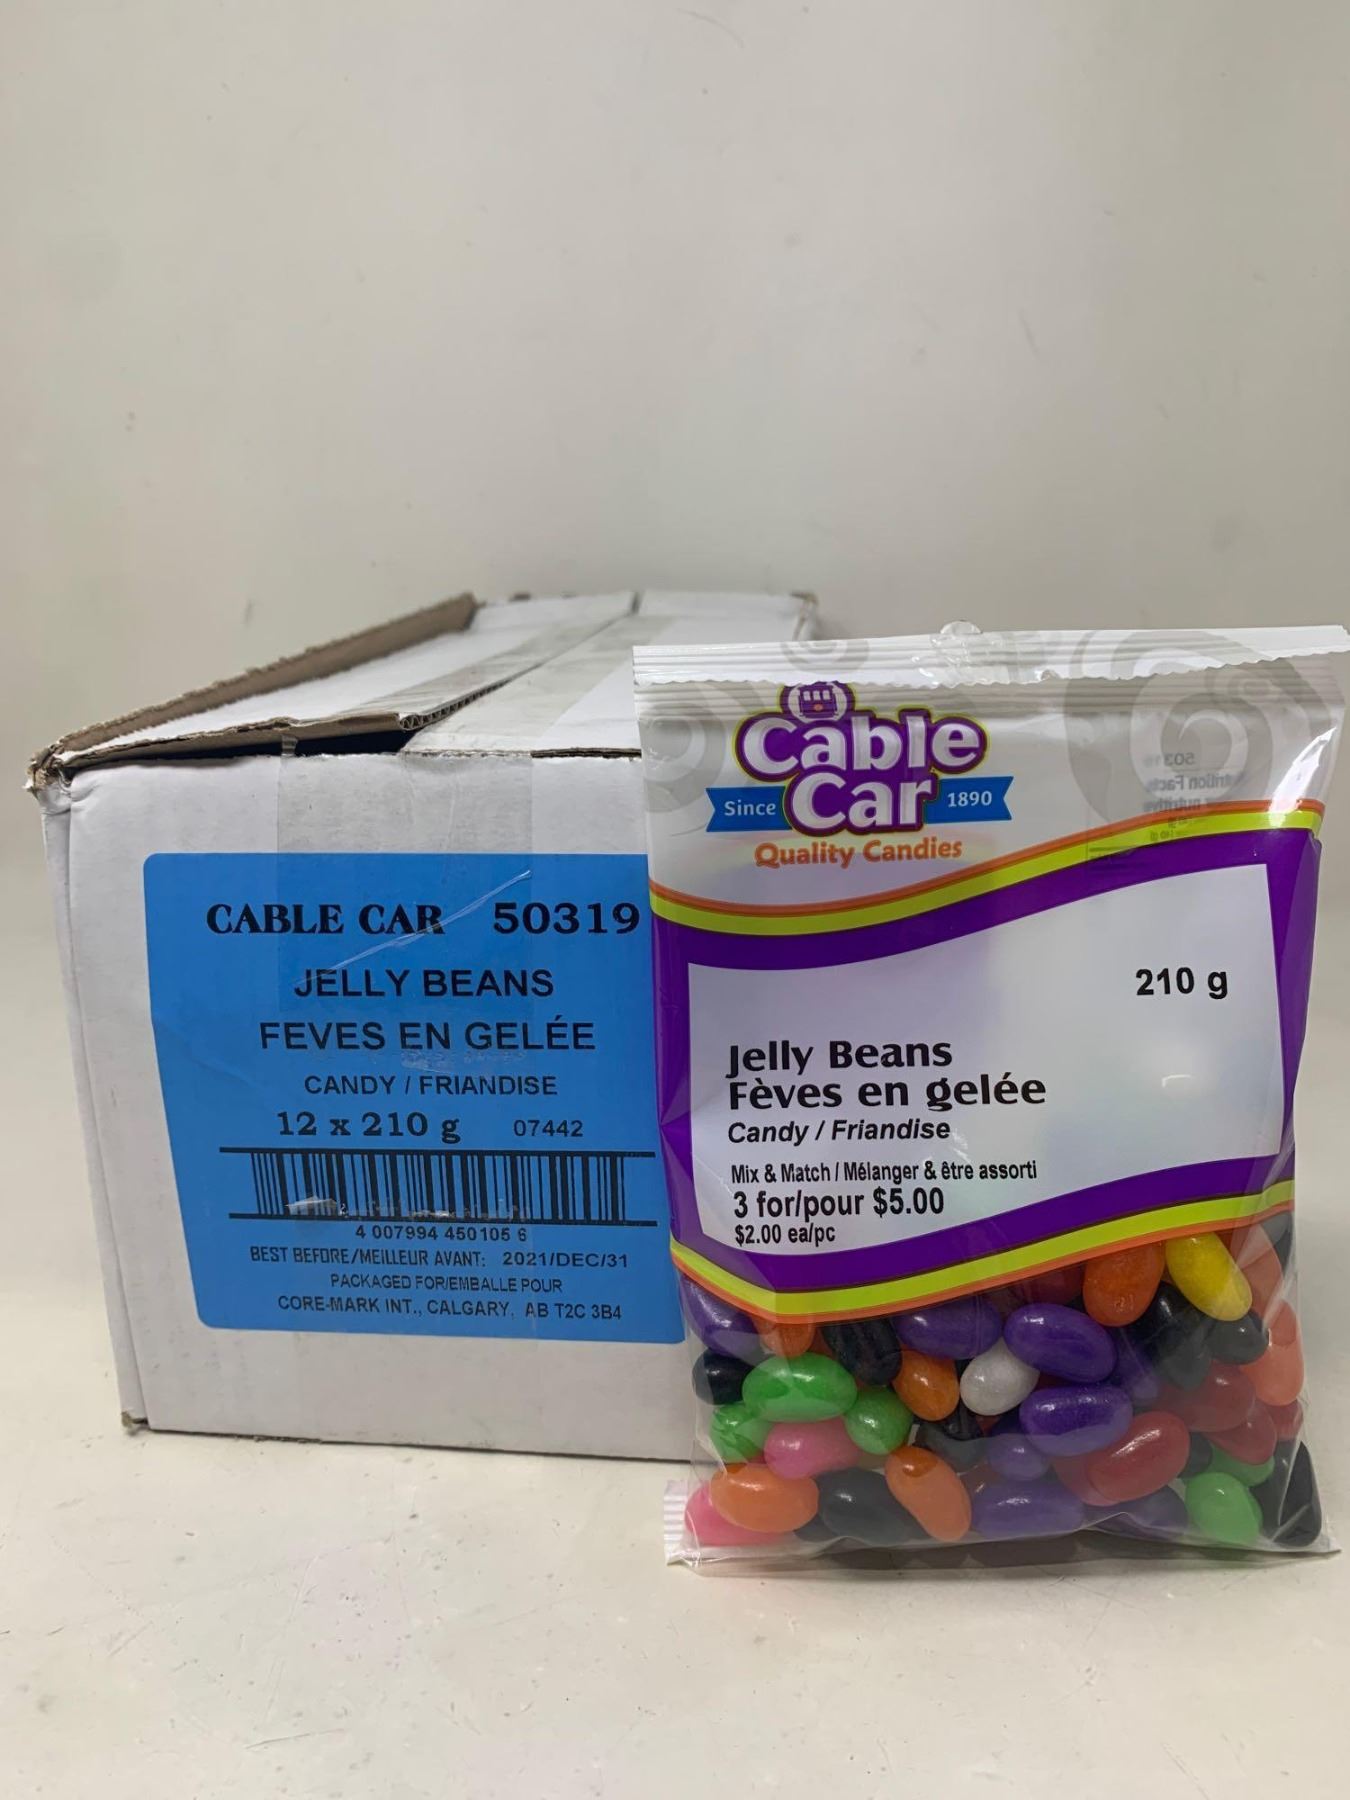 CABLE CAR 50319
JELLY BEANS
FEVES EN GELÉE
CANDY / FRIANDISE
12 x 210 g 07442
4 007994 450105 6
BEST BEFORE/MEILLEUR AVANT: 2021/DEC/31
PACKAGED FOR/EMBALLE POUR
CORE-MARK INT., CALGARY, AB T2C 3B4
Cable
Car
Since 1890
Quality Candies
210 g
Jelly Beans
Fèves en gelée
Candy / Friandise
Mix & Match / Mélanger & être assorti
3 for/pour $5.00
$2.00 ea/pc